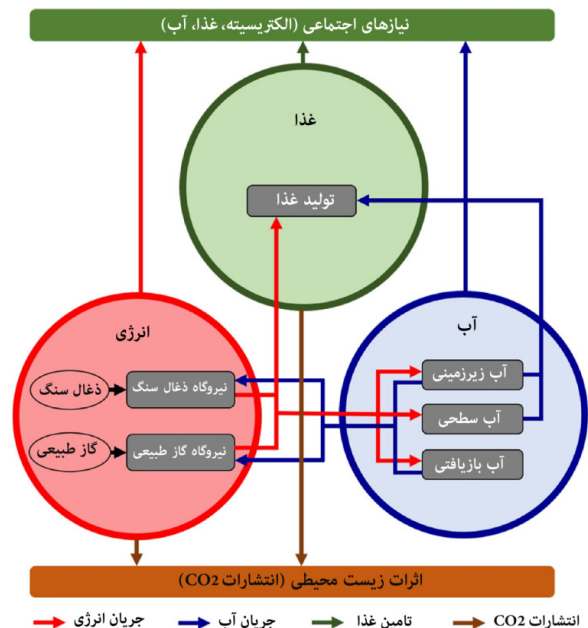 نیازهای اجتماعی (الکتریسیته، غذا، آب)
غذا
تولید غذا
انرژی
ذغال سنگ
نیروگاه ذغال سنگ
گاز طبیعی
نیروگاه گاز طبیعی
آب
آب زیرزمینی
آب سطحی
آب بازیافتی
اثرات زیست محیطی (انتشارات CO2)
جریان انرژی
جریان آب
تامین غذا
انتشارات CO2